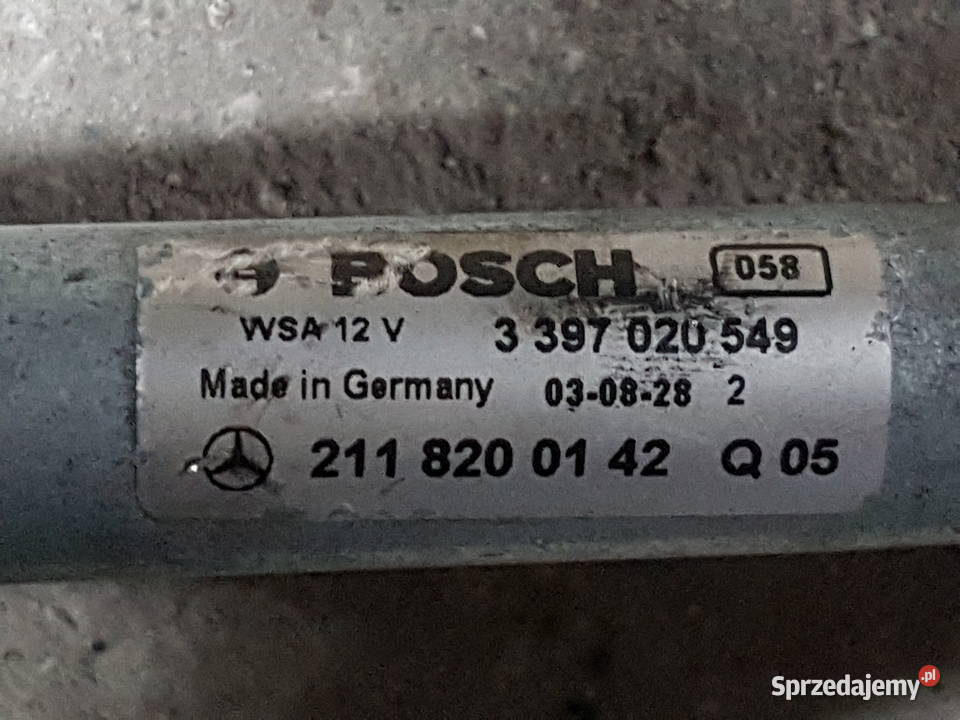 BOSCH 058
WSA 12 V 3 397 020 549
Made in Germany 03-08-28 2
211 820 01 42 Q 05
Sprzedajemy.pl